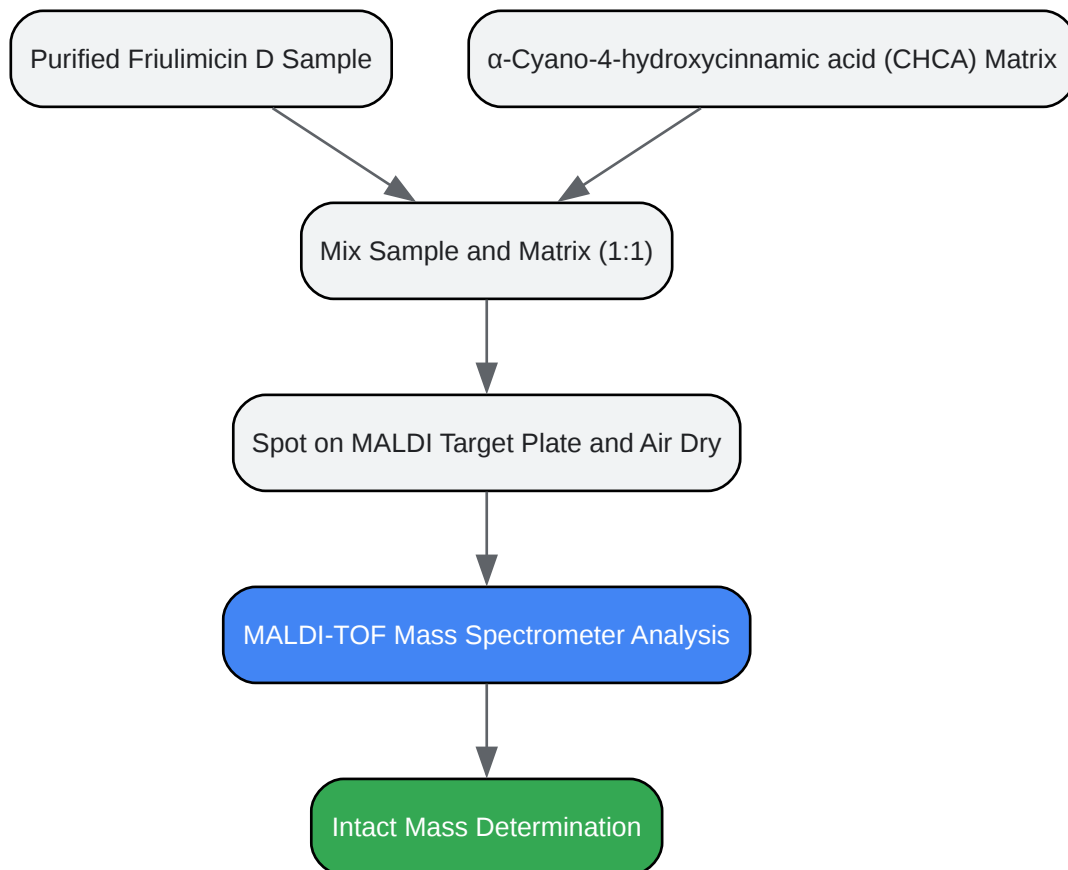 Purified Friulimicin D Sample
α-Cyano-4-hydroxycinnamic acid (CHCA) Matrix
Mix Sample and Matrix (1:1)
Spot on MALDI Target Plate and Air Dry
MALDI-TOF Mass Spectrometer Analysis
Intact Mass Determination